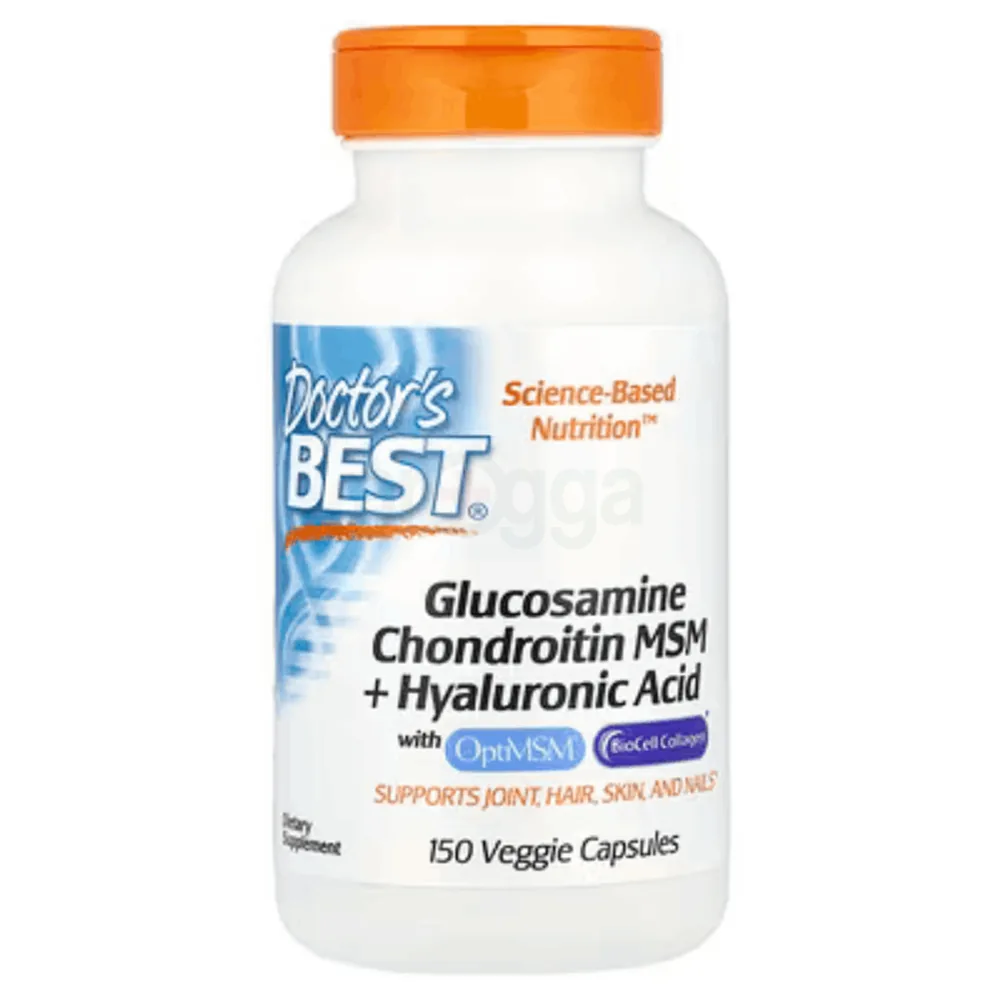 Doctor's
BEST®
Science-Based
Nutrition™
Glucosamine
Chondroitin MSM
+ Hyaluronic Acid
with OptiMSM® BioCell Collagen®
SUPPORTS JOINT, HAIR, SKIN, AND NAILS*
150 Veggie Capsules
Dietary
Supplement